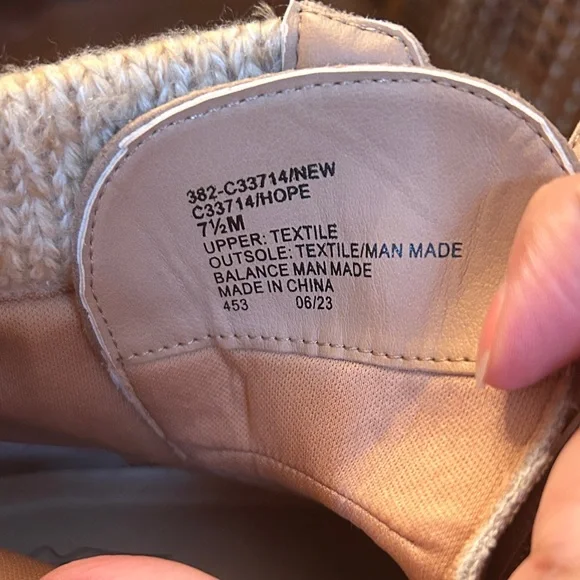 382-C33714/NEW
C33714/HOPE
7½M
UPPER: TEXTILE
OUTSOLE: TEXTILE/MAN MADE
BALANCE MAN MADE
MADE IN CHINA
453 06/23